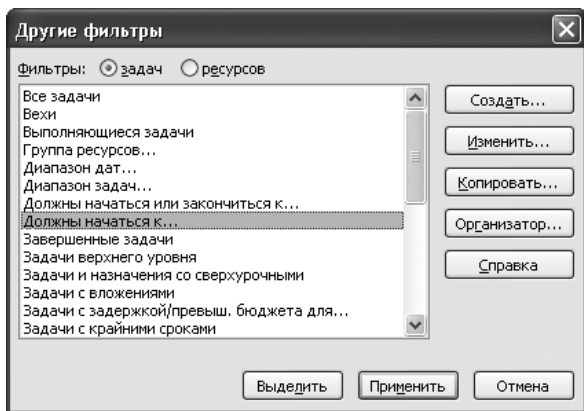 Другие фильтры
Фильтры: задач ресурсов
Все задачи
Вехи
Выполняющиеся задачи
Группа ресурсов...
Диапазон дат...
Диапазон задач...
Должны начаться или закончиться к...
Должны начаться к...
Завершенные задачи
Задачи верхнего уровня
Задачи и назначения со сверхурочными
Задачи с вложениями
Задачи с задержкой/превыш. бюджета для...
Задачи с крайними сроками
Создать...
Изменить...
Копировать...
Организатор...
Справка
Выделить Применить Отмена